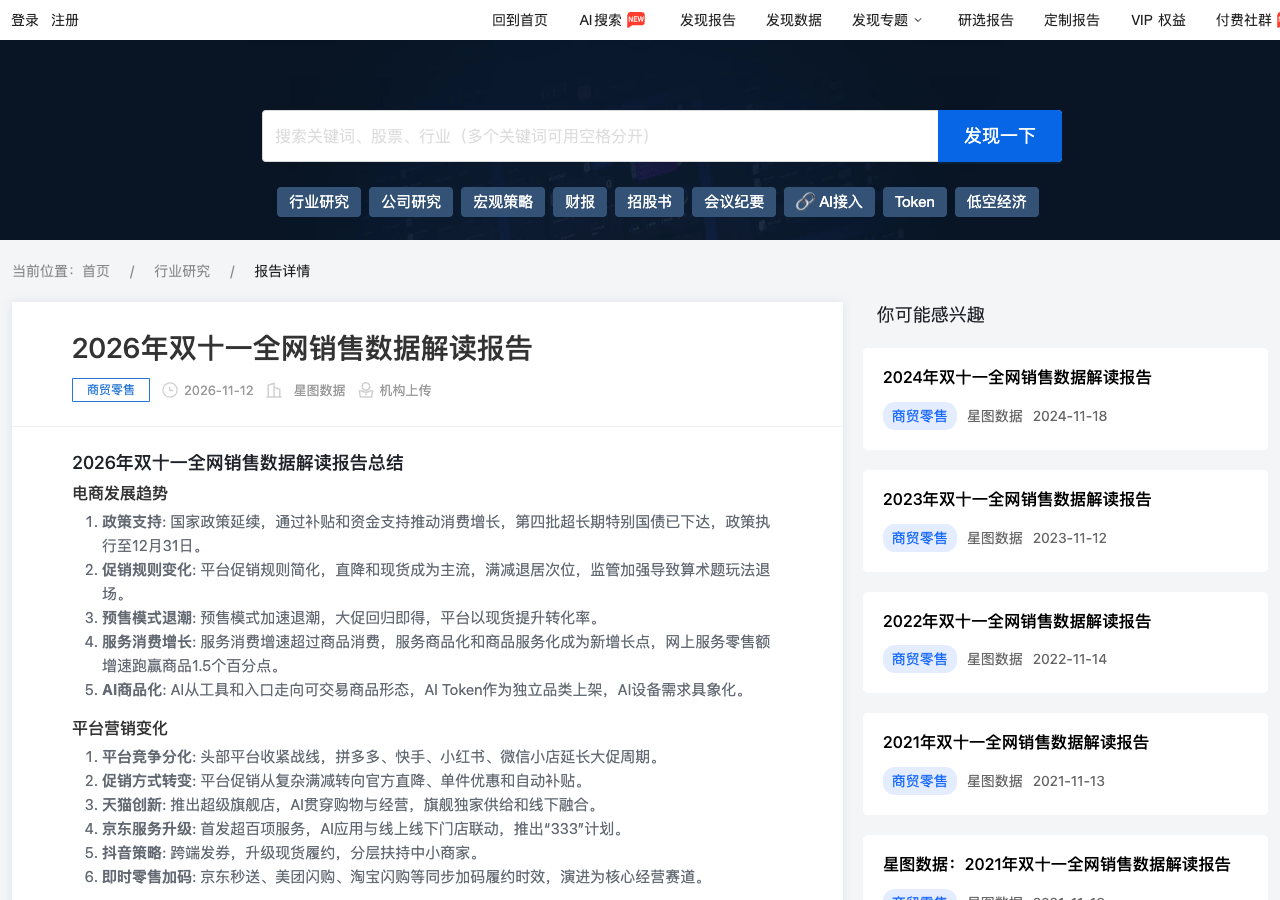 登录 注册 回到首页 AI搜索 NEW 发现报告 发现数据 发现专题 研选报告 定制报告 VIP 权益 付费社群
搜索关键词、股票、行业（多个关键词可用空格分开） 发现一下
行业研究 公司研究 宏观策略 财报 招股书 会议纪要 AI接入 Token 低空经济
当前位置：首页 / 行业研究 / 报告详情
2026年双十一全网销售数据解读报告
商贸零售 2026-11-12 星图数据 机构上传
2026年双十一全网销售数据解读报告总结
电商发展趋势
1. 政策支持: 国家政策延续，通过补贴和资金支持推动消费增长，第四批超长期特别国债已下达，政策执
行至12月31日。
2. 促销规则变化: 平台促销规则简化，直降和现货成为主流，满减退居次位，监管加强导致算术题玩法退
场。
3. 预售模式退潮: 预售模式加速退潮，大促回归即得，平台以现货提升转化率。
4. 服务消费增长: 服务消费增速超过商品消费，服务商品化和商品服务化成为新增长点，网上服务零售额
增速跑赢商品1.5个百分点。
5. AI商品化: AI从工具和入口走向可交易商品形态，AI Token作为独立品类上架，AI设备需求具象化。
平台营销变化
1. 平台竞争分化: 头部平台收紧战线，拼多多、快手、小红书、微信小店延长大促周期。
2. 促销方式转变: 平台促销从复杂满减转向官方直降、单件优惠和自动补贴。
3. 天猫创新: 推出超级旗舰店，AI贯穿购物与经营，旗舰独家供给和线下融合。
4. 京东服务升级: 首发超百项服务，AI应用与线上线下门店联动，推出“333”计划。
5. 抖音策略: 跨端发券，升级现货履约，分层扶持中小商家。
6. 即时零售加码: 京东秒送、美团闪购、淘宝闪购等同步加码履约时效，演进为核心经营赛道。
你可能感兴趣
2024年双十一全网销售数据解读报告
商贸零售 星图数据 2024-11-18
2023年双十一全网销售数据解读报告
商贸零售 星图数据 2023-11-12
2022年双十一全网销售数据解读报告
商贸零售 星图数据 2022-11-14
2021年双十一全网销售数据解读报告
商贸零售 星图数据 2021-11-13
星图数据：2021年双十一全网销售数据解读报告